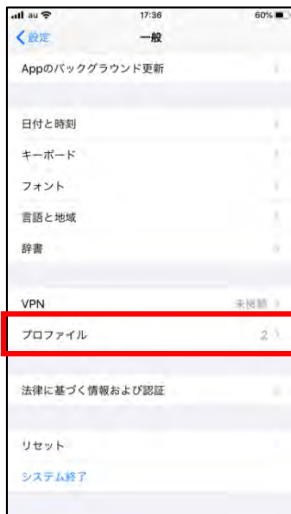 au 17:36 60%
設定 一般
Appのバックグラウンド更新
日付と時刻
キーボード
フォント
言語と地域
辞書
VPN 未接続
プロファイル 2
法律に基づく情報および認証
リセット
システム終了